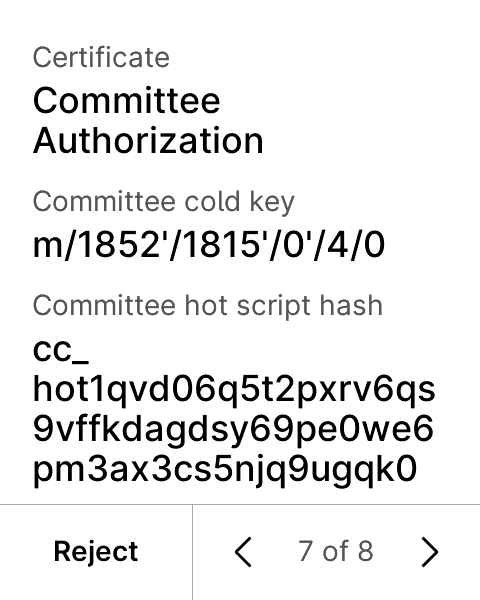 Certificate
Committee
Authorization
Committee cold key
m/1852'/1815'/0'/4/0
Committee hot script hash
cc_
hot1qvd06q5t2pxrv6qs
9vffkdagdsy69pe0we6
pm3ax3cs5njq9ugqk0
Reject
7 of 8